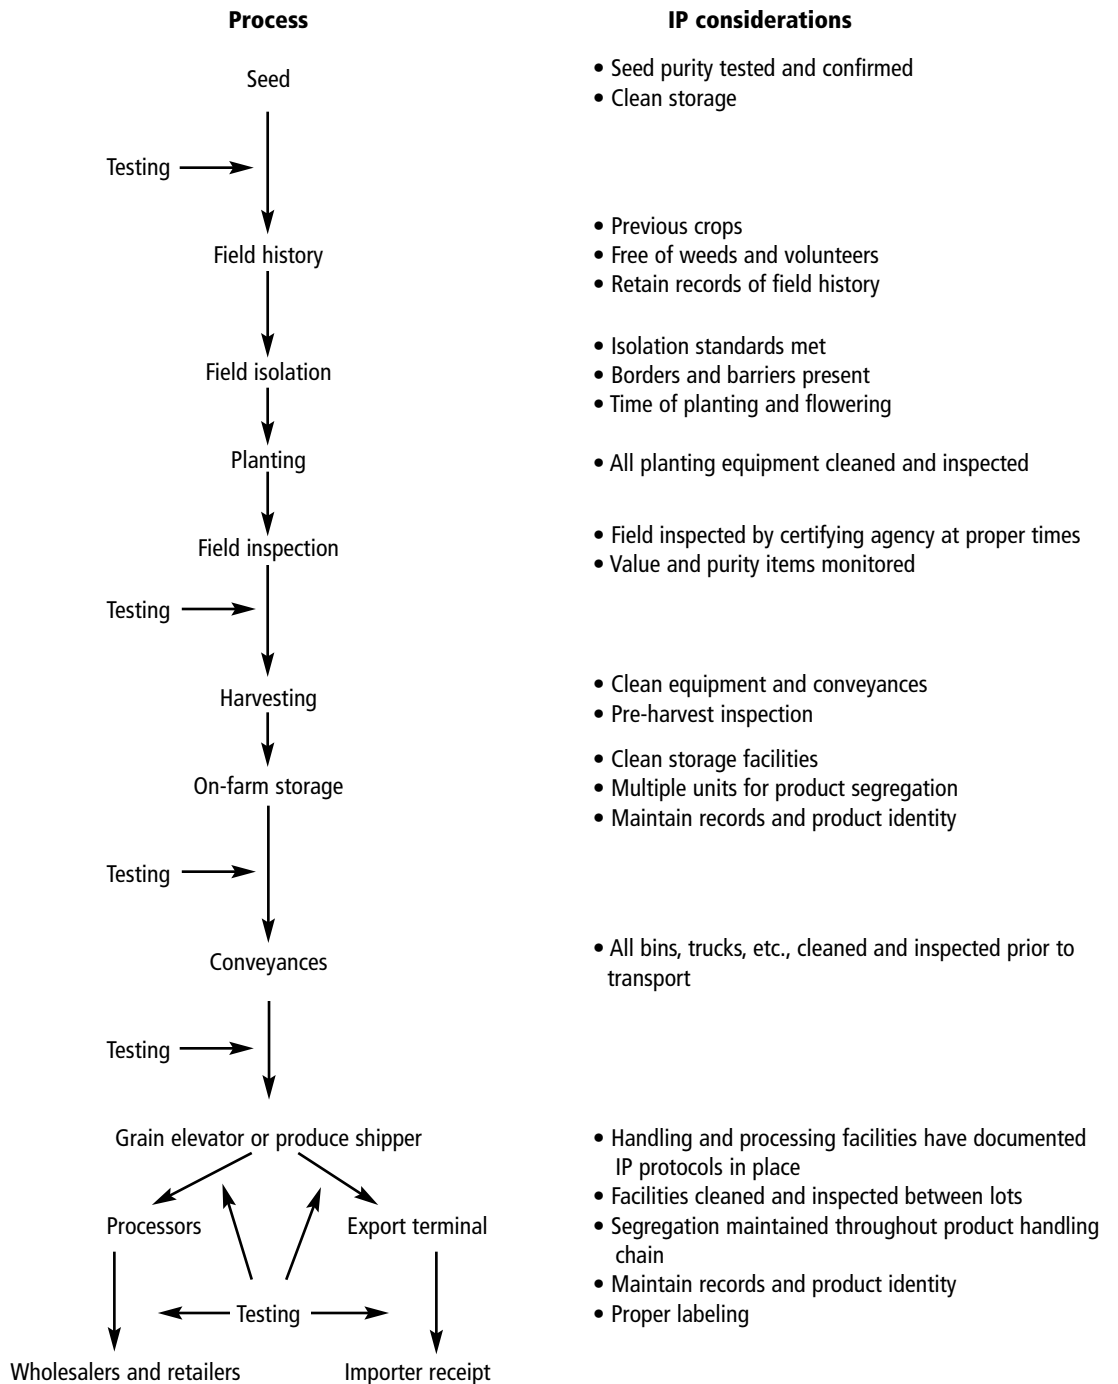 Process
IP considerations
Seed
• Seed purity tested and confirmed
• Clean storage
Testing
Field history
• Previous crops
• Free of weeds and volunteers
• Retain records of field history
Field isolation
• Isolation standards met
• Borders and barriers present
• Time of planting and flowering
Planting
• All planting equipment cleaned and inspected
Field inspection
• Field inspected by certifying agency at proper times
• Value and purity items monitored
Testing
Harvesting
• Clean equipment and conveyances
• Pre-harvest inspection
On-farm storage
• Clean storage facilities
• Multiple units for product segregation
• Maintain records and product identity
Testing
Conveyances
• All bins, trucks, etc., cleaned and inspected prior to
transport
Testing
Grain elevator or produce shipper
• Handling and processing facilities have documented
IP protocols in place
• Facilities cleaned and inspected between lots
• Segregation maintained throughout product handling
chain
• Maintain records and product identity
• Proper labeling
Processors
Export terminal
Testing
Wholesalers and retailers
Importer receipt